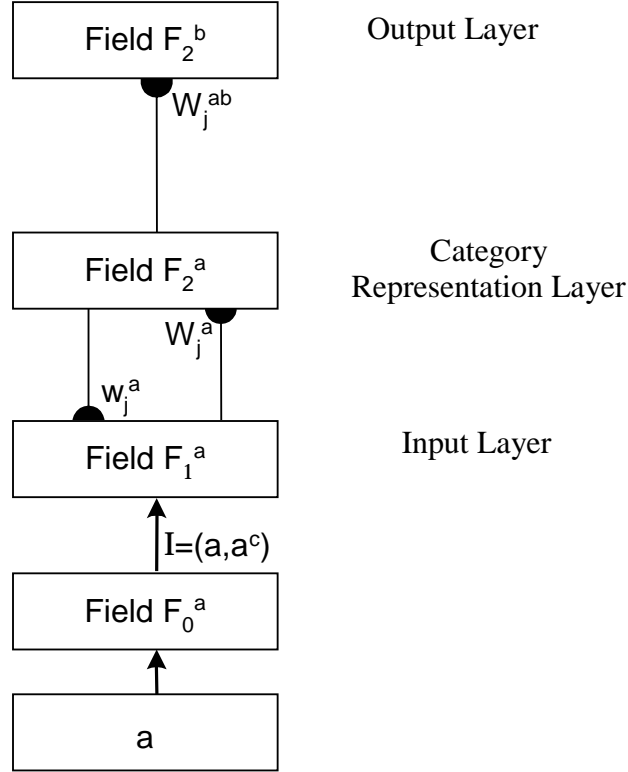 Field F₂ᵇ
Output Layer
Wⱼᵃᵇ
Field F₂ᵃ
Category
Representation Layer
Wⱼᵃ
wⱼᵃ
Field F₁ᵃ
Input Layer
I=(a,aᶜ)
Field F₀ᵃ
a